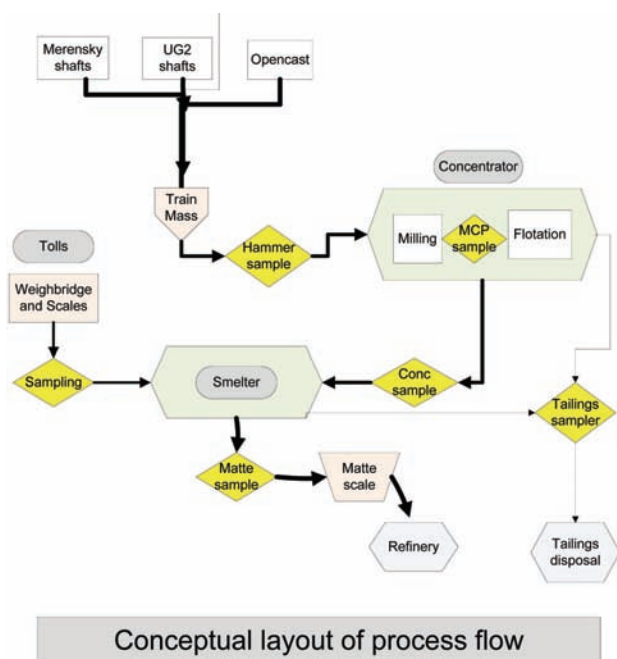 Merensky
shafts
UG2
shafts
Opencast
Train
Mass
Concentrator
Hammer
sample
Milling
MCP
sample
Flotation
Tolls
Weighbridge
and Scales
Sampling
Smelter
Conc
sample
Tailings
sampler
Matte
sample
Matte
scale
Refinery
Tailings
disposal
Conceptual layout of process flow